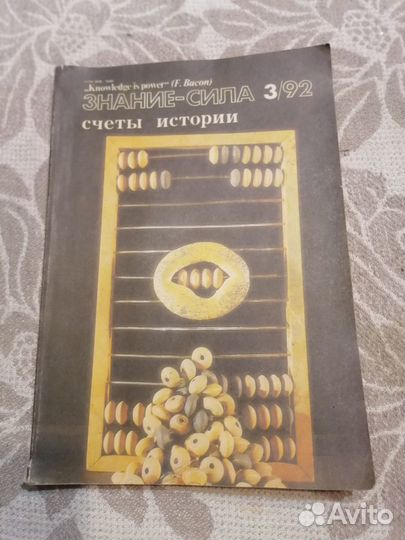 „Knowledge is power“ (F. Bacon)
ЗНАНИЕ-СИЛА 3/92
счеты истории
Avito